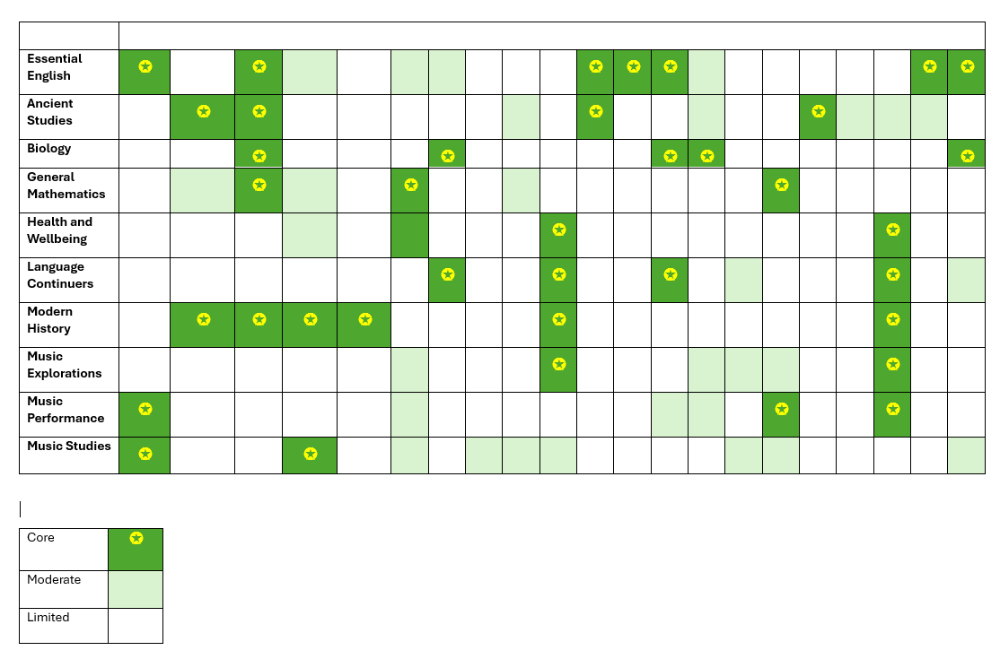 Essential
English
Ancient
Studies
Biology
General
Mathematics
Health and
Wellbeing
Language
Continuers
Modern
History
Music
Explorations
Music
Performance
Music Studies
Core
Moderate
Limited